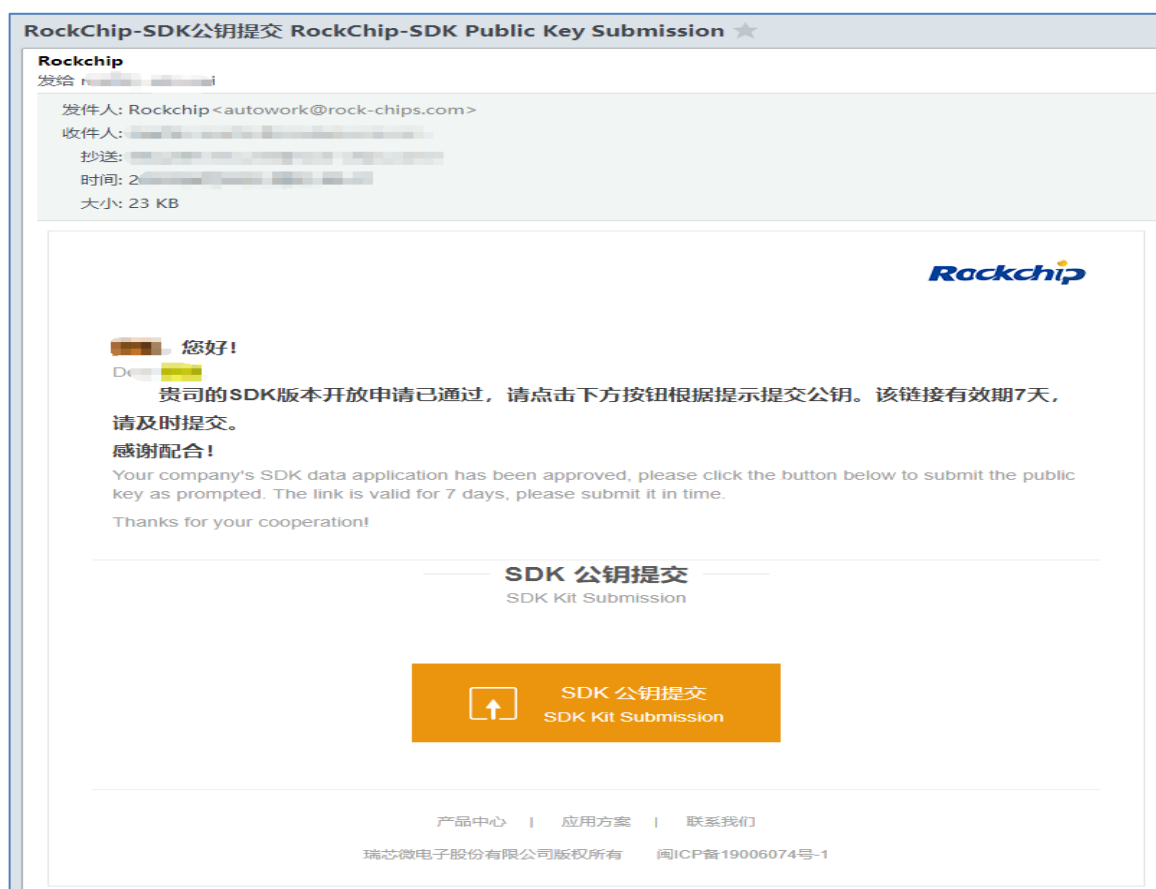 RockChip-SDK公钥提交 RockChip-SDK Public Key Submission
Rockchip
发给
发件人: Rockchip<autowork@rock-chips.com>
收件人:
抄送:
时间: 2
大小: 23 KB
Rockchip
您好!
贵司的SDK版本开放申请已通过，请点击下方按钮根据提示提交公钥。该链接有效期7天，
请及时提交。
感谢配合!
Your company's SDK data application has been approved, please click the button below to submit the public
key as prompted. The link is valid for 7 days, please submit it in time.
Thanks for your cooperation!
SDK 公钥提交
SDK Kit Submission
SDK 公钥提交
SDK Kit Submission
产品中心 | 应用方案 | 联系我们
瑞芯微电子股份有限公司版权所有 闽ICP备19006074号-1